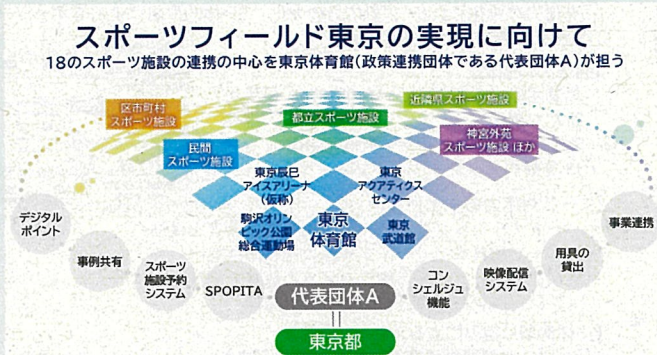 スポーツフィールド東京の実現に向けて
18のスポーツ施設の連携の中心を東京体育館(政策連携団体である代表団体A)が担う
区市町村
スポーツ施設
近隣県スポーツ施設
都立スポーツ施設
民間
スポーツ施設
神宮外苑
スポーツ施設 ほか
東京辰巳
アイスアリーナ
(仮称)
東京
アクアティクス
センター
駒沢オリン
ピック公園
総合運動場
東京
体育館
東京
武道館
デジタル
ポイント
事例共有
スポーツ
施設予約
システム
SPOPITA
代表団体A
コン
シェルジュ
機能
映像配信
システム
用具の
貸出
事業連携
東京都